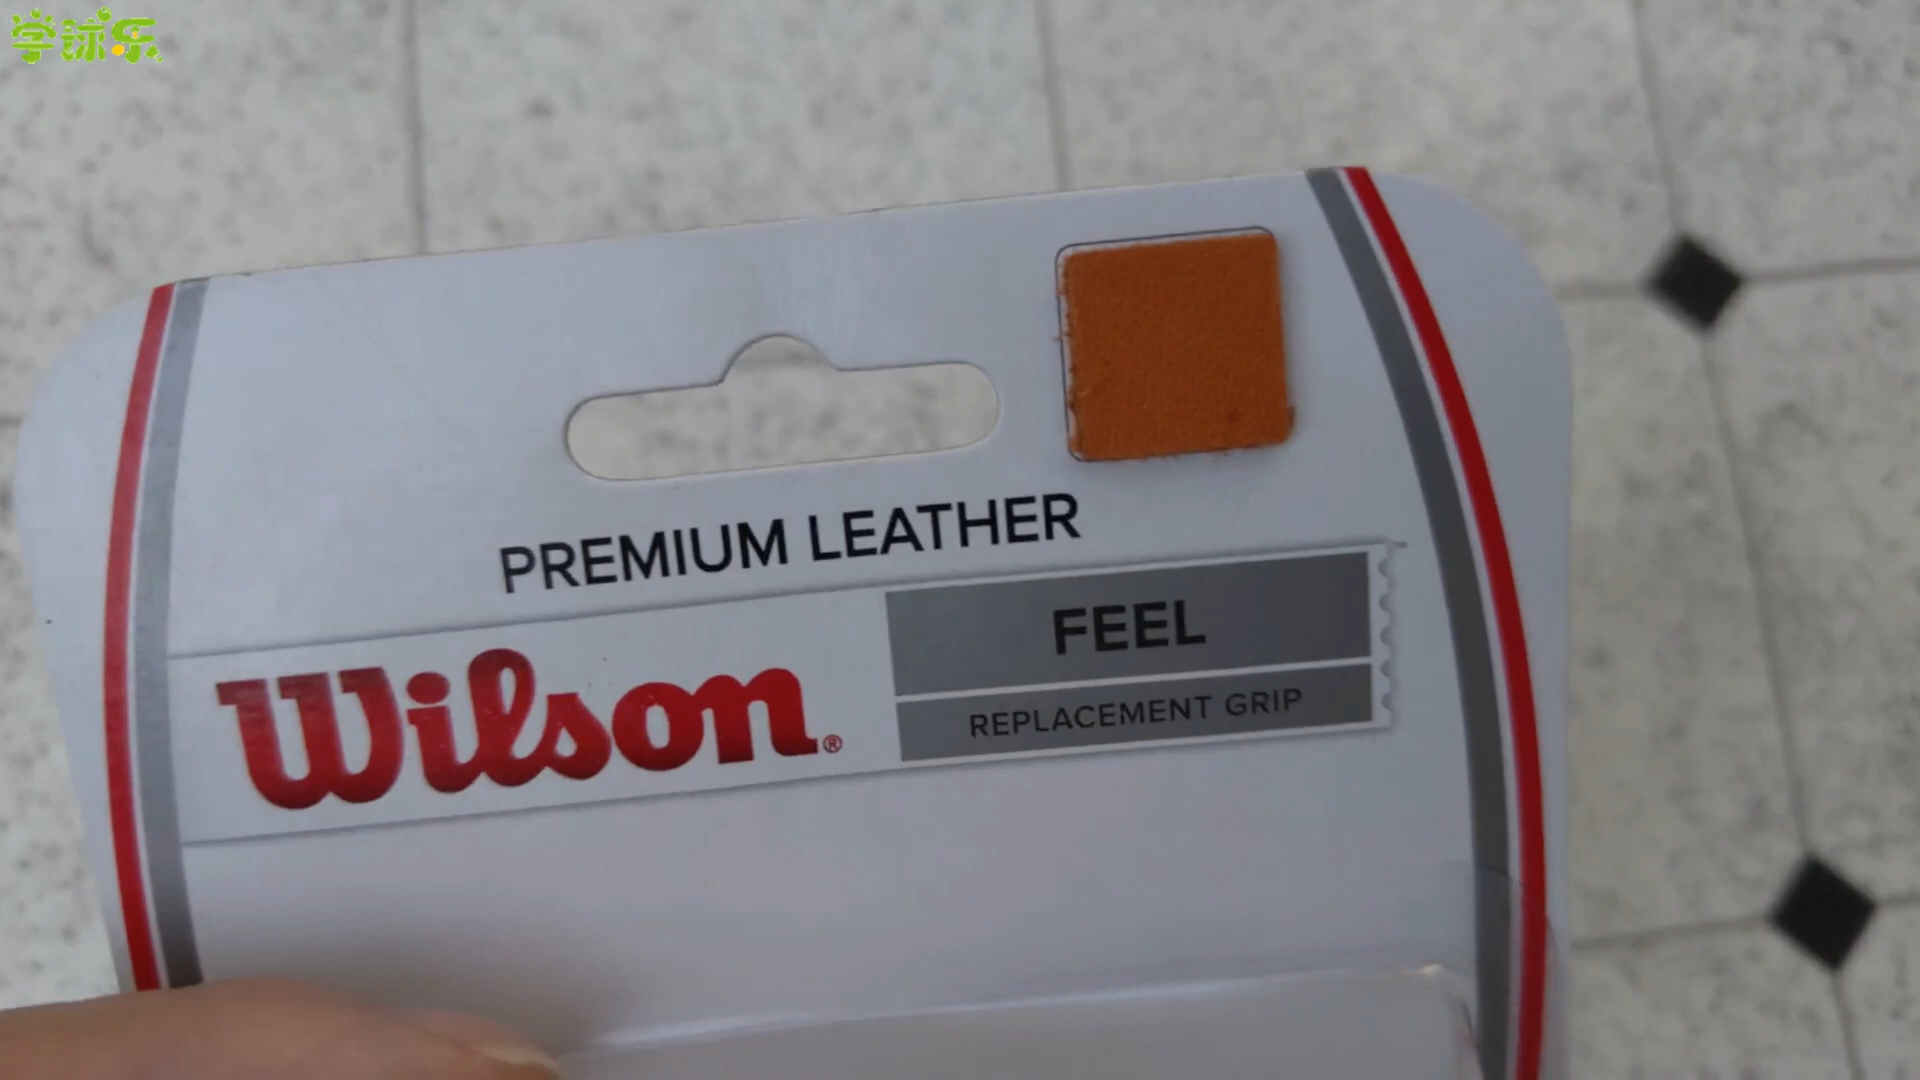 学球乐
PREMIUM LEATHER
Wilson®
FEEL
REPLACEMENT GRIP